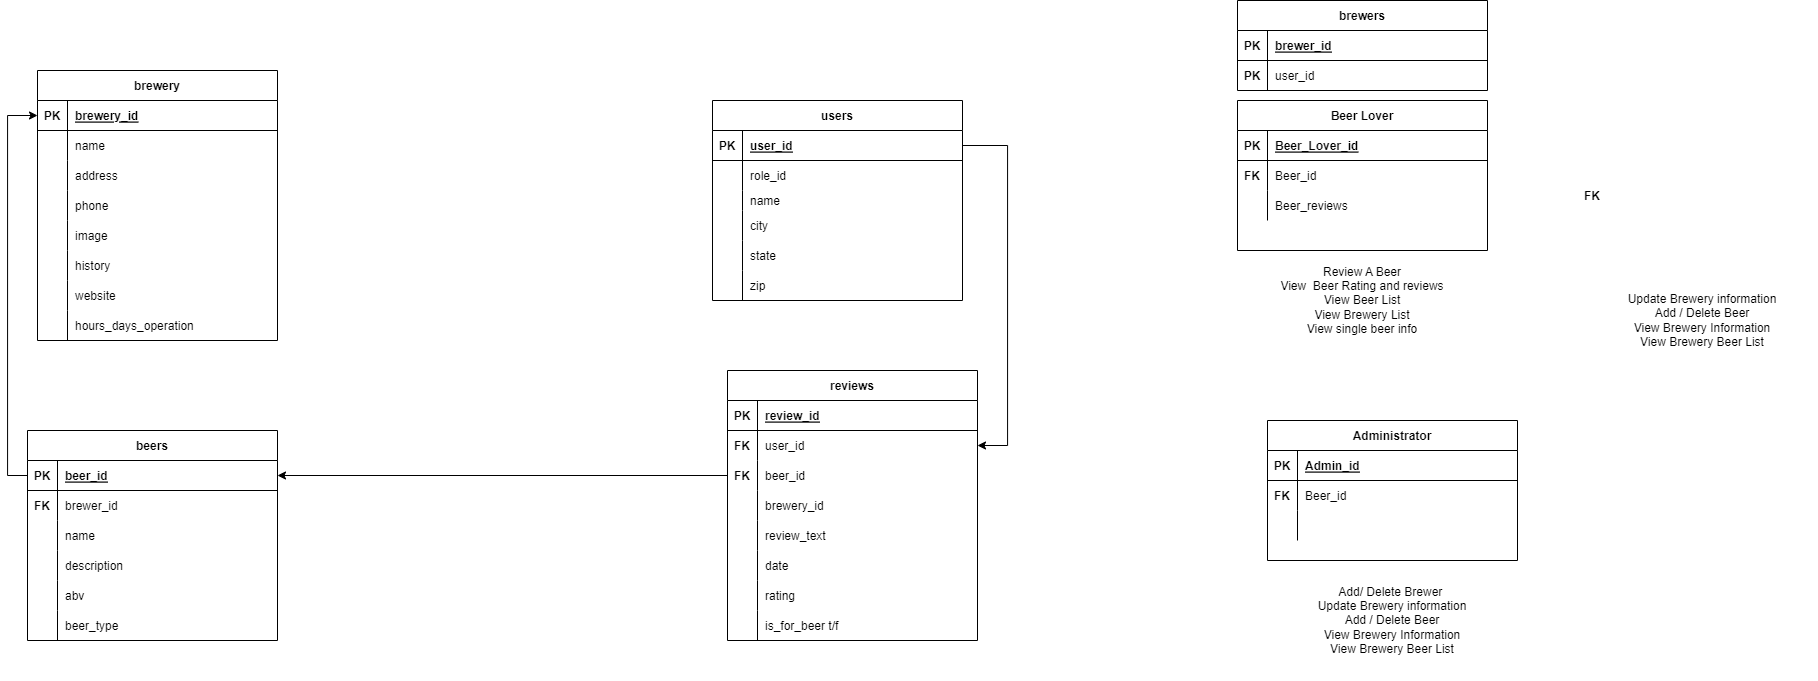 brewery
PK brewery_id
name
address
phone
image
history
website
hours_days_operation
beers
PK beer_id
FK brewer_id
name
description
abv
beer_type
users
PK user_id
role_id
name
city
state
zip
reviews
PK review_id
FK user_id
FK beer_id
brewery_id
review_text
date
rating
is_for_beer t/f
brewers
PK brewer_id
PK user_id
Beer Lover
PK Beer_Lover_id
FK Beer_id
Beer_reviews
Review A Beer
View Beer Rating and reviews
View Beer List
View Brewery List
View single beer info
FK
Update Brewery information
Add / Delete Beer
View Brewery Information
View Brewery Beer List
Administrator
PK Admin_id
FK Beer_id
Add/ Delete Brewer
Update Brewery information
Add / Delete Beer
View Brewery Information
View Brewery Beer List